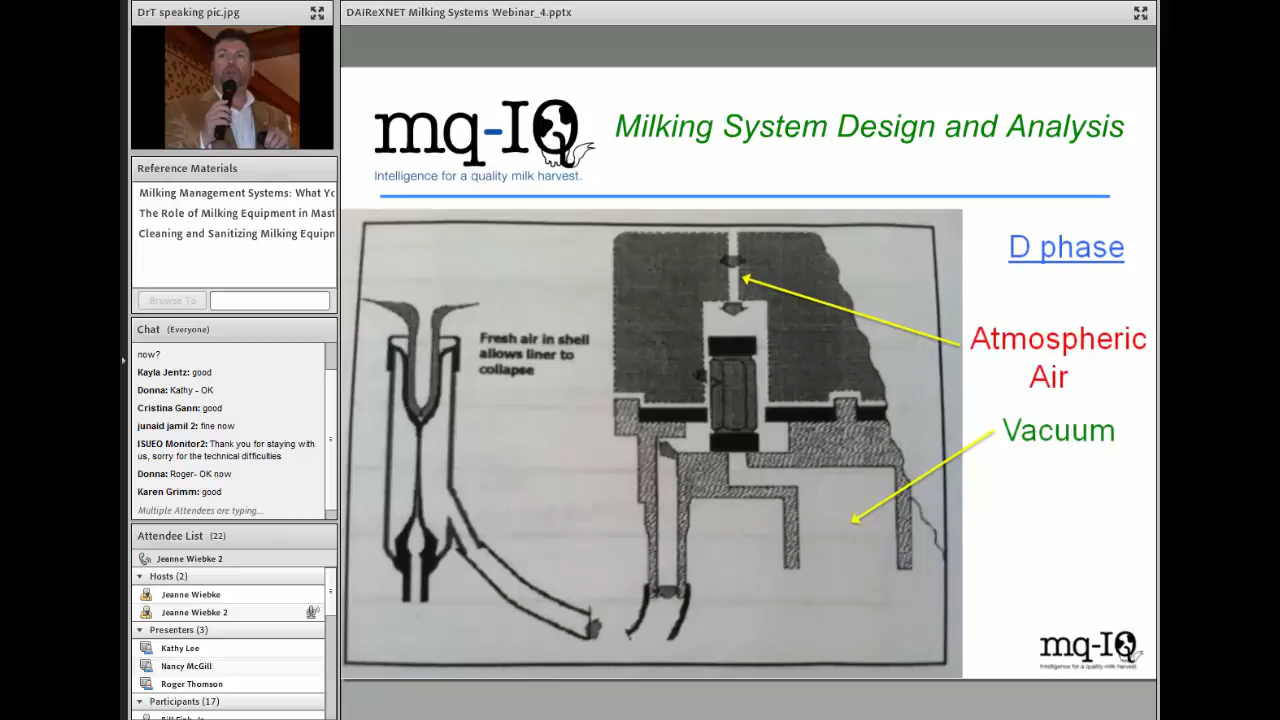 DrT speaking pic.jpg
Reference Materials
Milking Management Systems: What Yo
The Role of Milking Equipment in Mast
Cleaning and Sanitizing Milking Equipm
Browse To
Chat (Everyone)
now?
Kayla Jentz: good
Donna: Kathy - OK
Cristina Gann: good
junaid jamil 2: fine now
ISUEO Monitor2: Thank you for staying with
us, sorry for the technical difficulties
Donna: Roger- OK now
Karen Grimm: good
Multiple Attendees are typing...
Attendee List (22)
Jeanne Wiebke 2
Hosts (2)
Jeanne Wiebke
Jeanne Wiebke 2
Presenters (3)
Kathy Lee
Nancy McGill
Roger Thomson
Participants (17)
DAIReXNET Milking Systems Webinar_4.pptx
mq-IQ
Intelligence for a quality milk harvest.
Milking System Design and Analysis
Fresh air in shell
allows liner to
collapse
D phase
Atmospheric
Air
Vacuum
mq-IQ
Intelligence for a quality milk harvest.